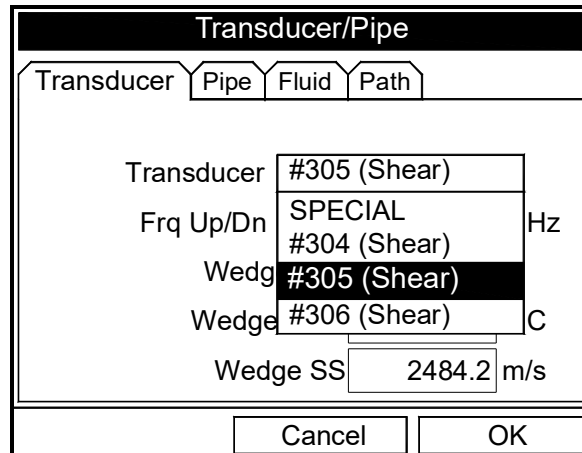 Transducer/Pipe
Transducer Pipe Fluid Path
Transducer #305 (Shear)
Frq Up/Dn SPECIAL Hz
#304 (Shear)
Wedg #305 (Shear)
Wedge #306 (Shear) C
Wedge SS 2484.2 m/s
Cancel OK